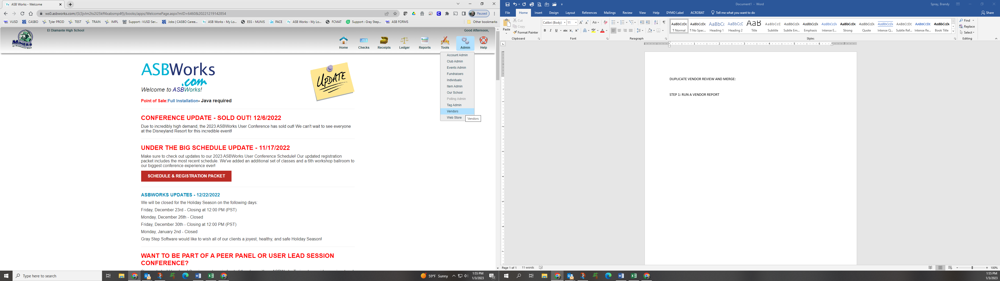 ASB Works - Welcome
ws0.asbworks.com/(S(3jvlm2ts2l25kff4xabsmp4f))/books/apps/WelcomePage.aspx?mID=6460&20221219142854
Paused
VUSD
CASBO
Tyler PROD
TEST
TRAIN
IMPL
Support : VUSD Ser...
Jobs | CASBO Caree...
ASB Works - My Lo...
ESS - MUNIS
PACE
ASB Works - My Lo...
FCMAT
Support : Gray Step...
ASB FORMS
Other bookmarks
MINERS
EL DIAMANTE HIGH
El Diamante High School
Good Afternoon,
Home
Checks
Receipts
Ledger
Reports
Tools
Admin
Help
Account Admin
Club Admin
Events Admin
Fundraisers
Individuals
Item Admin
Our School
Polling Admin
Tag Admin
Vendors
Web Store
Vendors
ASBWorks
.com
Welcome to ASBWorks!
UPDATE
Point of Sale:Full Installation- Java required
CONFERENCE UPDATE - SOLD OUT! 12/6/2022
Due to incredibly high demand, the 2023 ASBWorks User Conference has sold out! We can't wait to see everyone
at the Disneyland Resort for this incredible event!
UNDER THE BIG SCHEDULE UPDATE - 11/17/2022
Make sure to check out updates to our 2023 ASBWorks User Conference Schedule! Our updated registration
packet includes the most recent schedule. We've added an additional set of classes and a 6th workshop ballroom to
our biggest conference experience ever!
SCHEDULE & REGISTRATION PACKET
ASBWORKS UPDATES - 12/22/2022
We will be closed for the Holiday Season on the following days:
Friday, December 23rd - Closing at 12:00 PM (PST)
Monday, December 26th - Closed
Friday, December 30th - Closing at 12:00 PM (PST)
Monday, January 2nd - Closed
Gray Step Software would like to wish all of our clients a joyest, healthy, and safe Holiday Season!
WANT TO BE PART OF A PEER PANEL OR USER LEAD SESSION
CONFERENCE?
Type here to search
59°F Sunny
1:55 PM
1/3/2023
13
Document1 - Word
Spray, Brandy
File
Home
Insert
Design
Layout
References
Mailings
Review
View
Help
DYMO Label
ACROBAT
Tell me what you want to do
Share
Paste
Cut
Copy
Format Painter
Clipboard
Calibri (Body)
11
Font
Paragraph
AaBbCcDc
¶ Normal
AaBbCcDc
¶ No Spac...
AaBbCc
Heading 1
AaBbCcD
Heading 2
AaB
Title
AaBbCcD
Subtitle
AaBbCcDc
Subtle Em...
AaBbCcDc
Emphasis
AaBbCcDc
Intense E...
AaBbCcDc
Strong
AaBbCcDc
Quote
AaBbCcDc
Intense Q...
AABBCCDD
Subtle Ref...
AABBCCDD
Intense Re...
AaBbCcDc
Book Title
Styles
Find
Replace
Select
Editing
DUPLICATE VENDOR REVIEW AND MERGE:
STEP 1: RUN A VENDOR REPORT
Page 1 of 1
11 words
100%
1:55 PM
1/3/2023